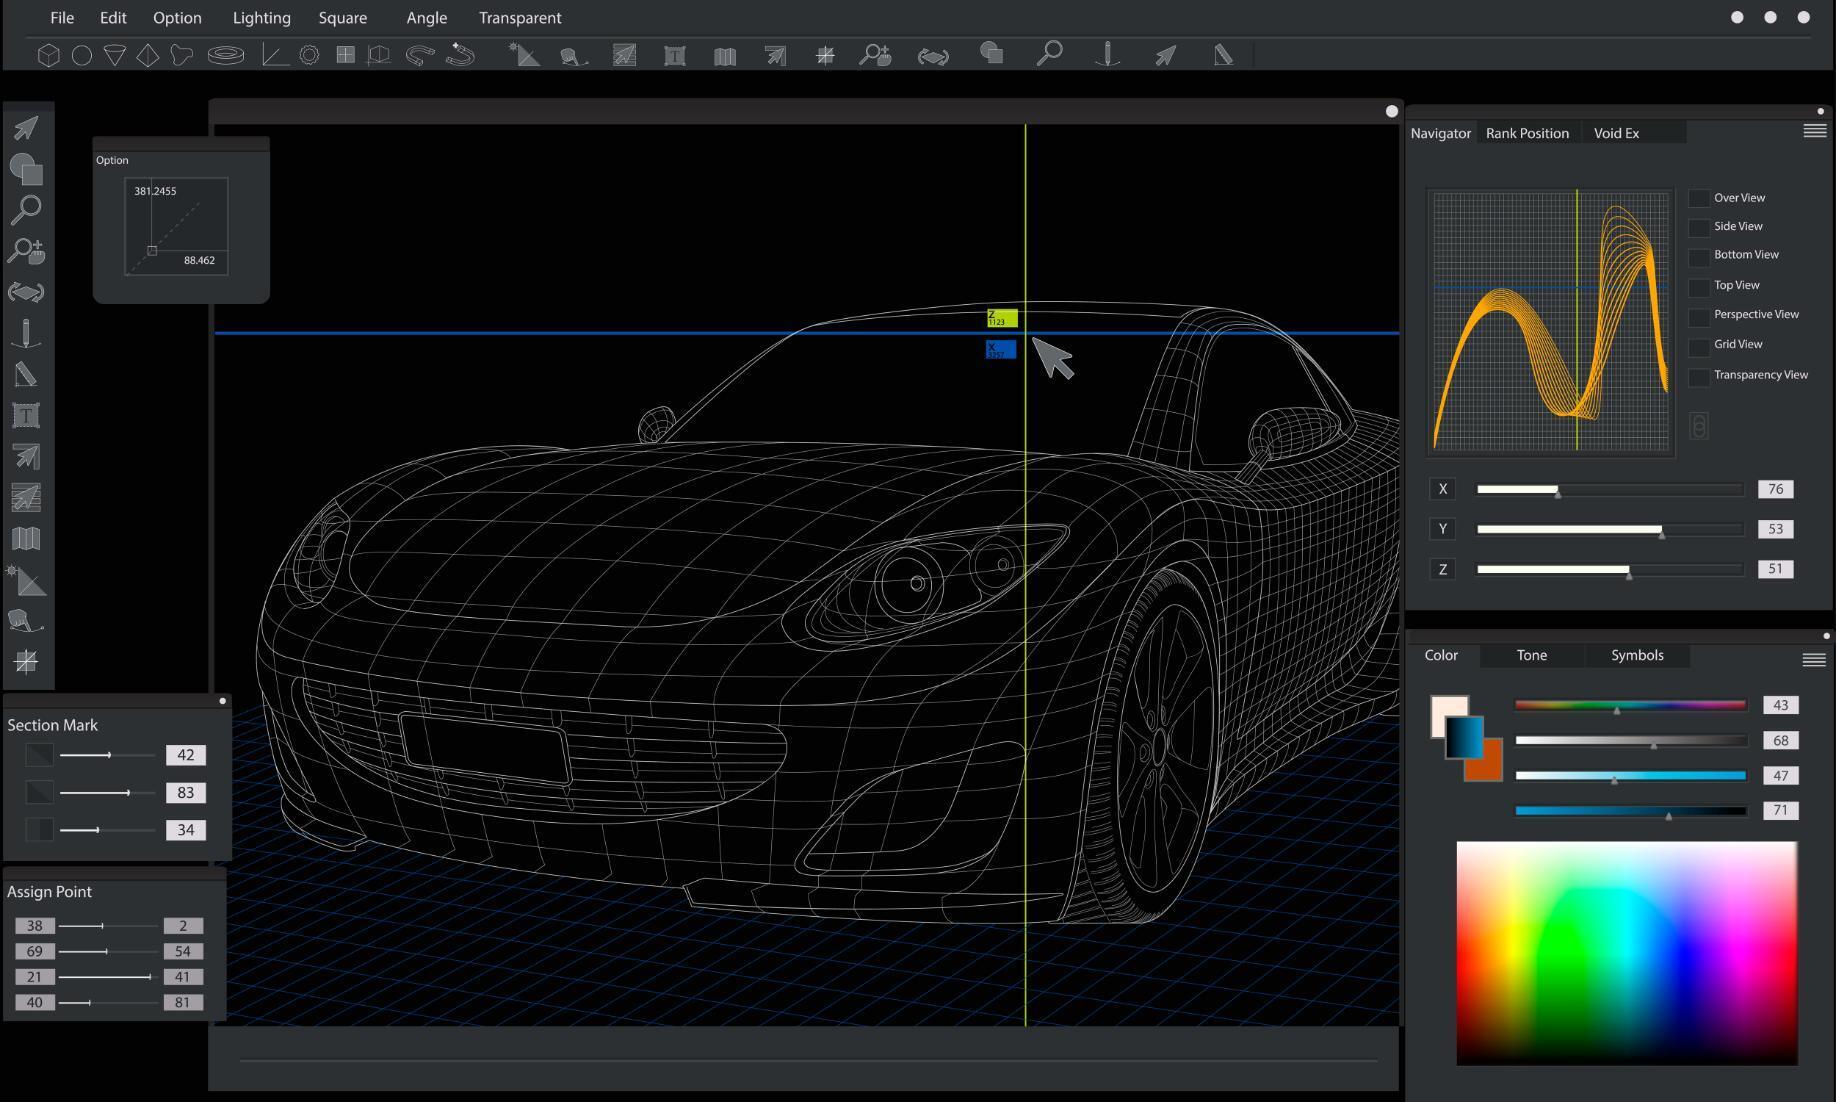 File Edit Option Lighting Square Angle Transparent
Option
381.2455
88.462
Z
1123
X
Navigator Rank Position Void Ex
Over View
Side View
Bottom View
Top View
Perspective View
Grid View
Transparency View
X 76
Y 53
Z 51
Section Mark
42
83
34
Assign Point
38 2
69 54
21 41
40 81
Color Tone Symbols
43
68
47
71
T
T